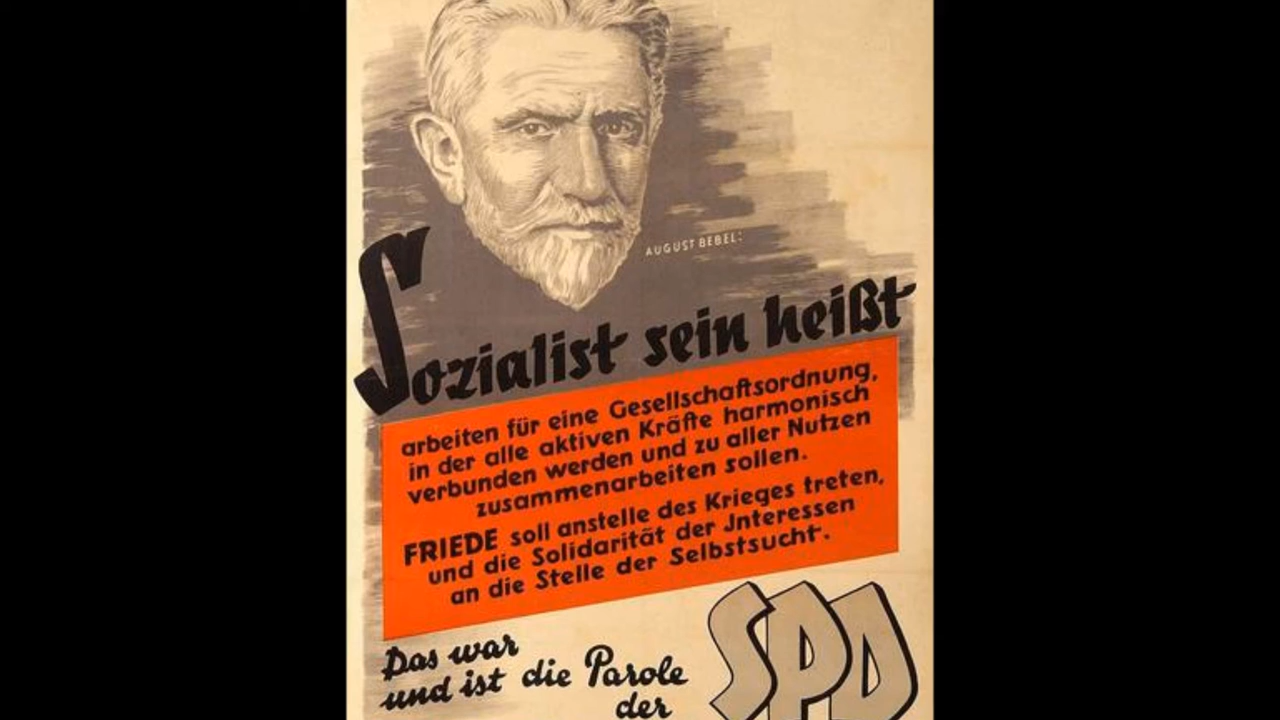 AUGUST BEBEL:
Sozialist sein heißt
arbeiten für eine Gesellschaftsordnung,
in der alle aktiven Kräfte harmonisch
verbunden werden und zu aller Nutzen
zusammenarbeiten sollen.
FRIEDE soll anstelle des Krieges treten,
und die Solidarität der Jnteressen
an die Stelle der Selbstsucht.
Das war
und ist die Parole
der
SPD